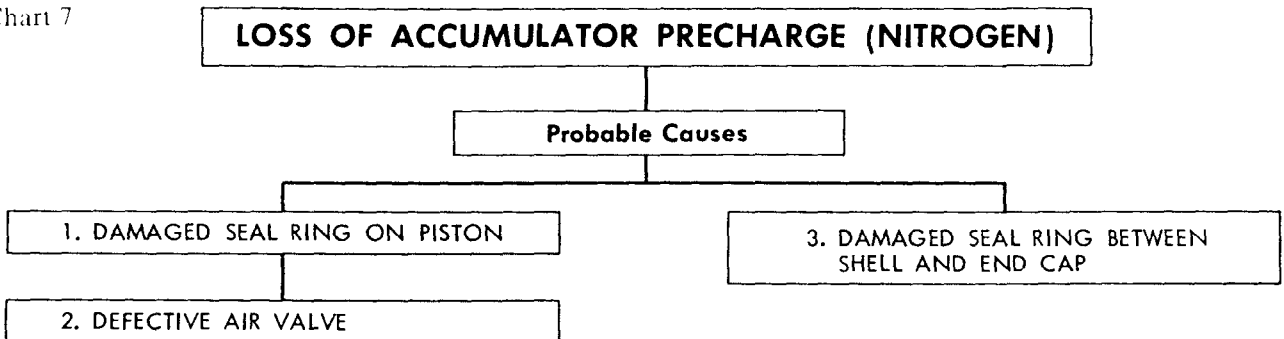 Chart 7
LOSS OF ACCUMULATOR PRECHARGE (NITROGEN)
Probable Causes
1. DAMAGED SEAL RING ON PISTON
3. DAMAGED SEAL RING BETWEEN
SHELL AND END CAP
2. DEFECTIVE AIR VALVE